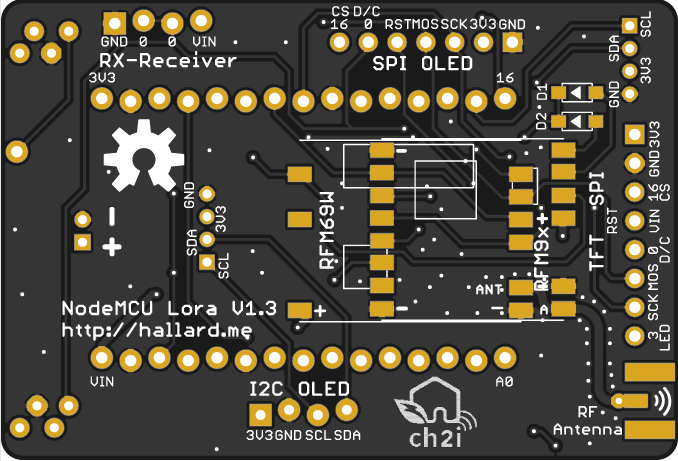 CS D/C
16 0 RST MOS SCK 3V3 GND
SPI OLED
GND 0 0 VIN
RX-Receiver
3V3
16
SCL
SDA
3V3
GND
D1
D2
3V3
GND
CS
16
VIN
RST
D/C
0
MOS
SCK
3
LED
TFT SPI
GND
3V3
SDA
SCL
-
+
RFM69W
-
+
-
RFM9x+
ANT
-
A
NodeMCU Lora V1.3
http://hallard.me
VIN
A0
I2C OLED
3V3 GND SCL SDA
ch2i
RF
Antenna